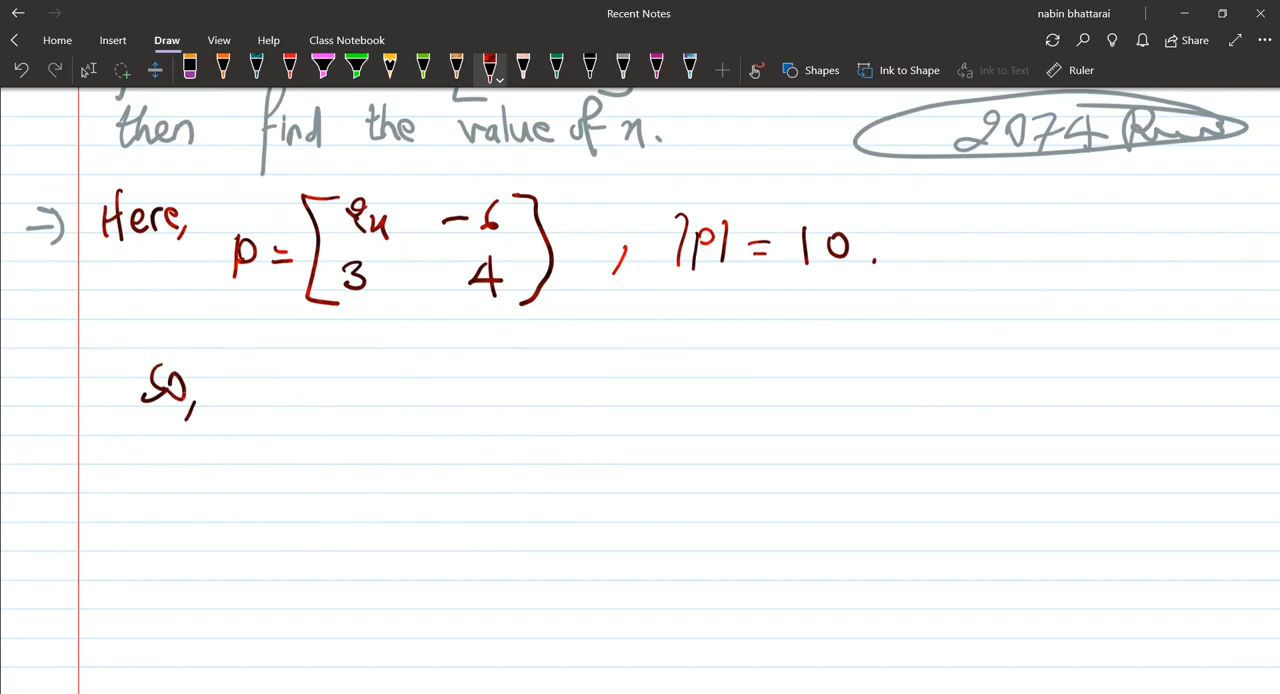 Recent Notes
nabin bhattarai
Home Insert Draw View Help Class Notebook
Share
Shapes Ink to Shape Ink to Text Ruler
then find the value of x.
2074
=) Here, p = [2x -6
3 4] , |p| = 10.
so,